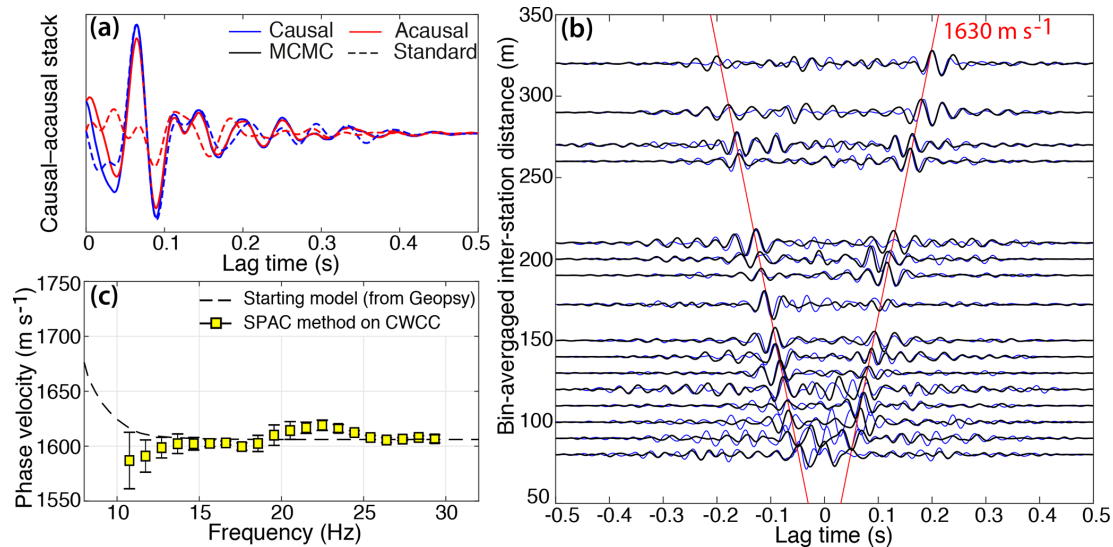 (a)
Causal
Acausal
MCMC
Standard
Causal–acausal stack
0
0.1
0.2
0.3
0.4
0.5
Lag time (s)
(b)
1630 m s-1
Bin-avergaged inter-station distance (m)
350
300
250
200
150
100
50
-0.5
-0.4
-0.3
-0.2
-0.1
0
0.1
0.2
0.3
0.4
0.5
Lag time (s)
(c)
Starting model (from Geopsy)
SPAC method on CWCC
Phase velocity (m s-1)
1750
1700
1650
1600
1550
10
15
20
25
30
Frequency (Hz)